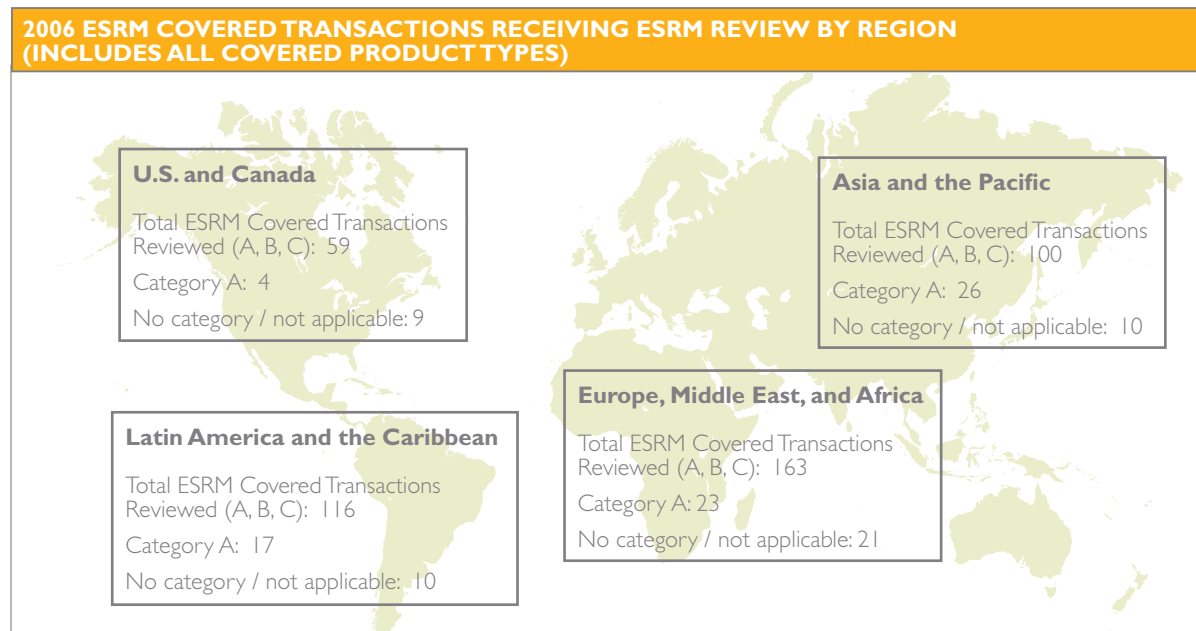 2006 ESRM COVERED TRANSACTIONS RECEIVING ESRM REVIEW BY REGION
(INCLUDES ALL COVERED PRODUCT TYPES)
U.S. and Canada
Total ESRM Covered Transactions
Reviewed (A, B, C): 59
Category A: 4
No category / not applicable: 9
Asia and the Pacific
Total ESRM Covered Transactions
Reviewed (A, B, C): 100
Category A: 26
No category / not applicable: 10
Latin America and the Caribbean
Total ESRM Covered Transactions
Reviewed (A, B, C): 116
Category A: 17
No category / not applicable: 10
Europe, Middle East, and Africa
Total ESRM Covered Transactions
Reviewed (A, B, C): 163
Category A: 23
No category / not applicable: 21